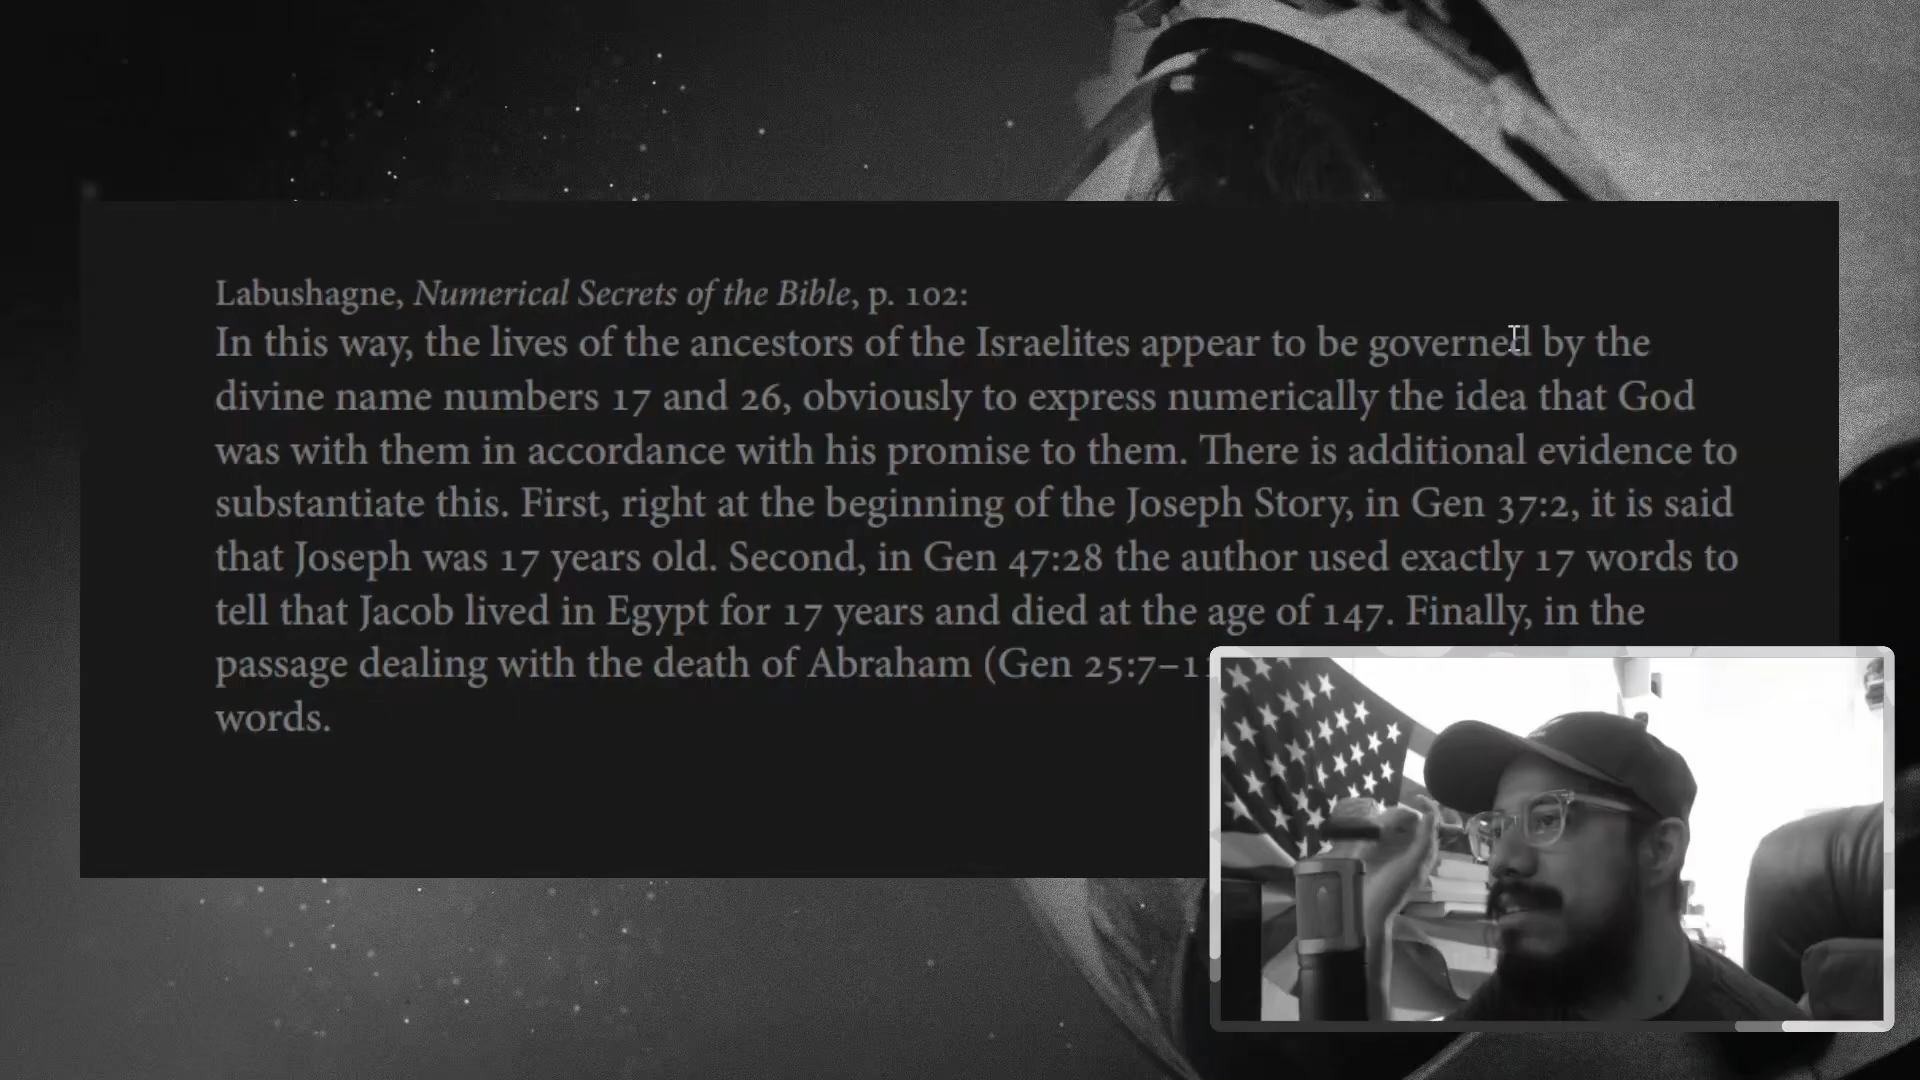 Labushagne, Numerical Secrets of the Bible, p. 102:
In this way, the lives of the ancestors of the Israelites appear to be governed by the
divine name numbers 17 and 26, obviously to express numerically the idea that God
was with them in accordance with his promise to them. There is additional evidence to
substantiate this. First, right at the beginning of the Joseph Story, in Gen 37:2, it is said
that Joseph was 17 years old. Second, in Gen 47:28 the author used exactly 17 words to
tell that Jacob lived in Egypt for 17 years and died at the age of 147. Finally, in the
passage dealing with the death of Abraham (Gen 25:7–11
words.